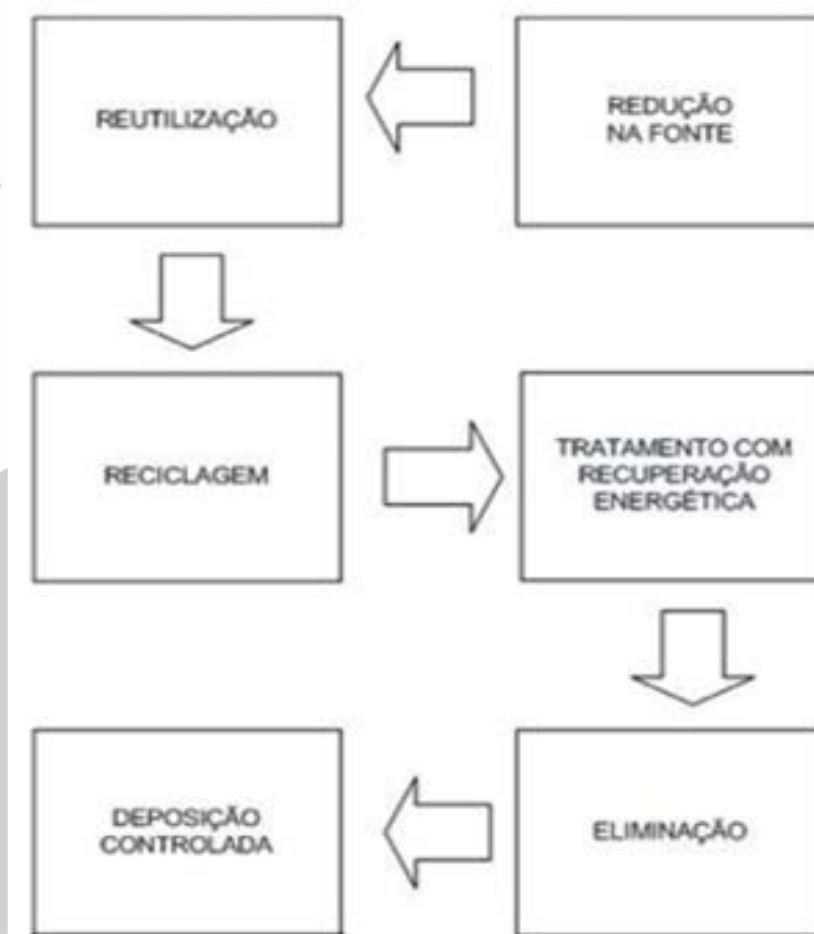 REUTILIZAÇÃO
REDUÇÃO
NA FONTE
RECICLAGEM
TRATAMENTO COM
RECUPERAÇÃO
ENERGÉTICA
DEPOSIÇÃO
CONTROLADA
ELIMINAÇÃO